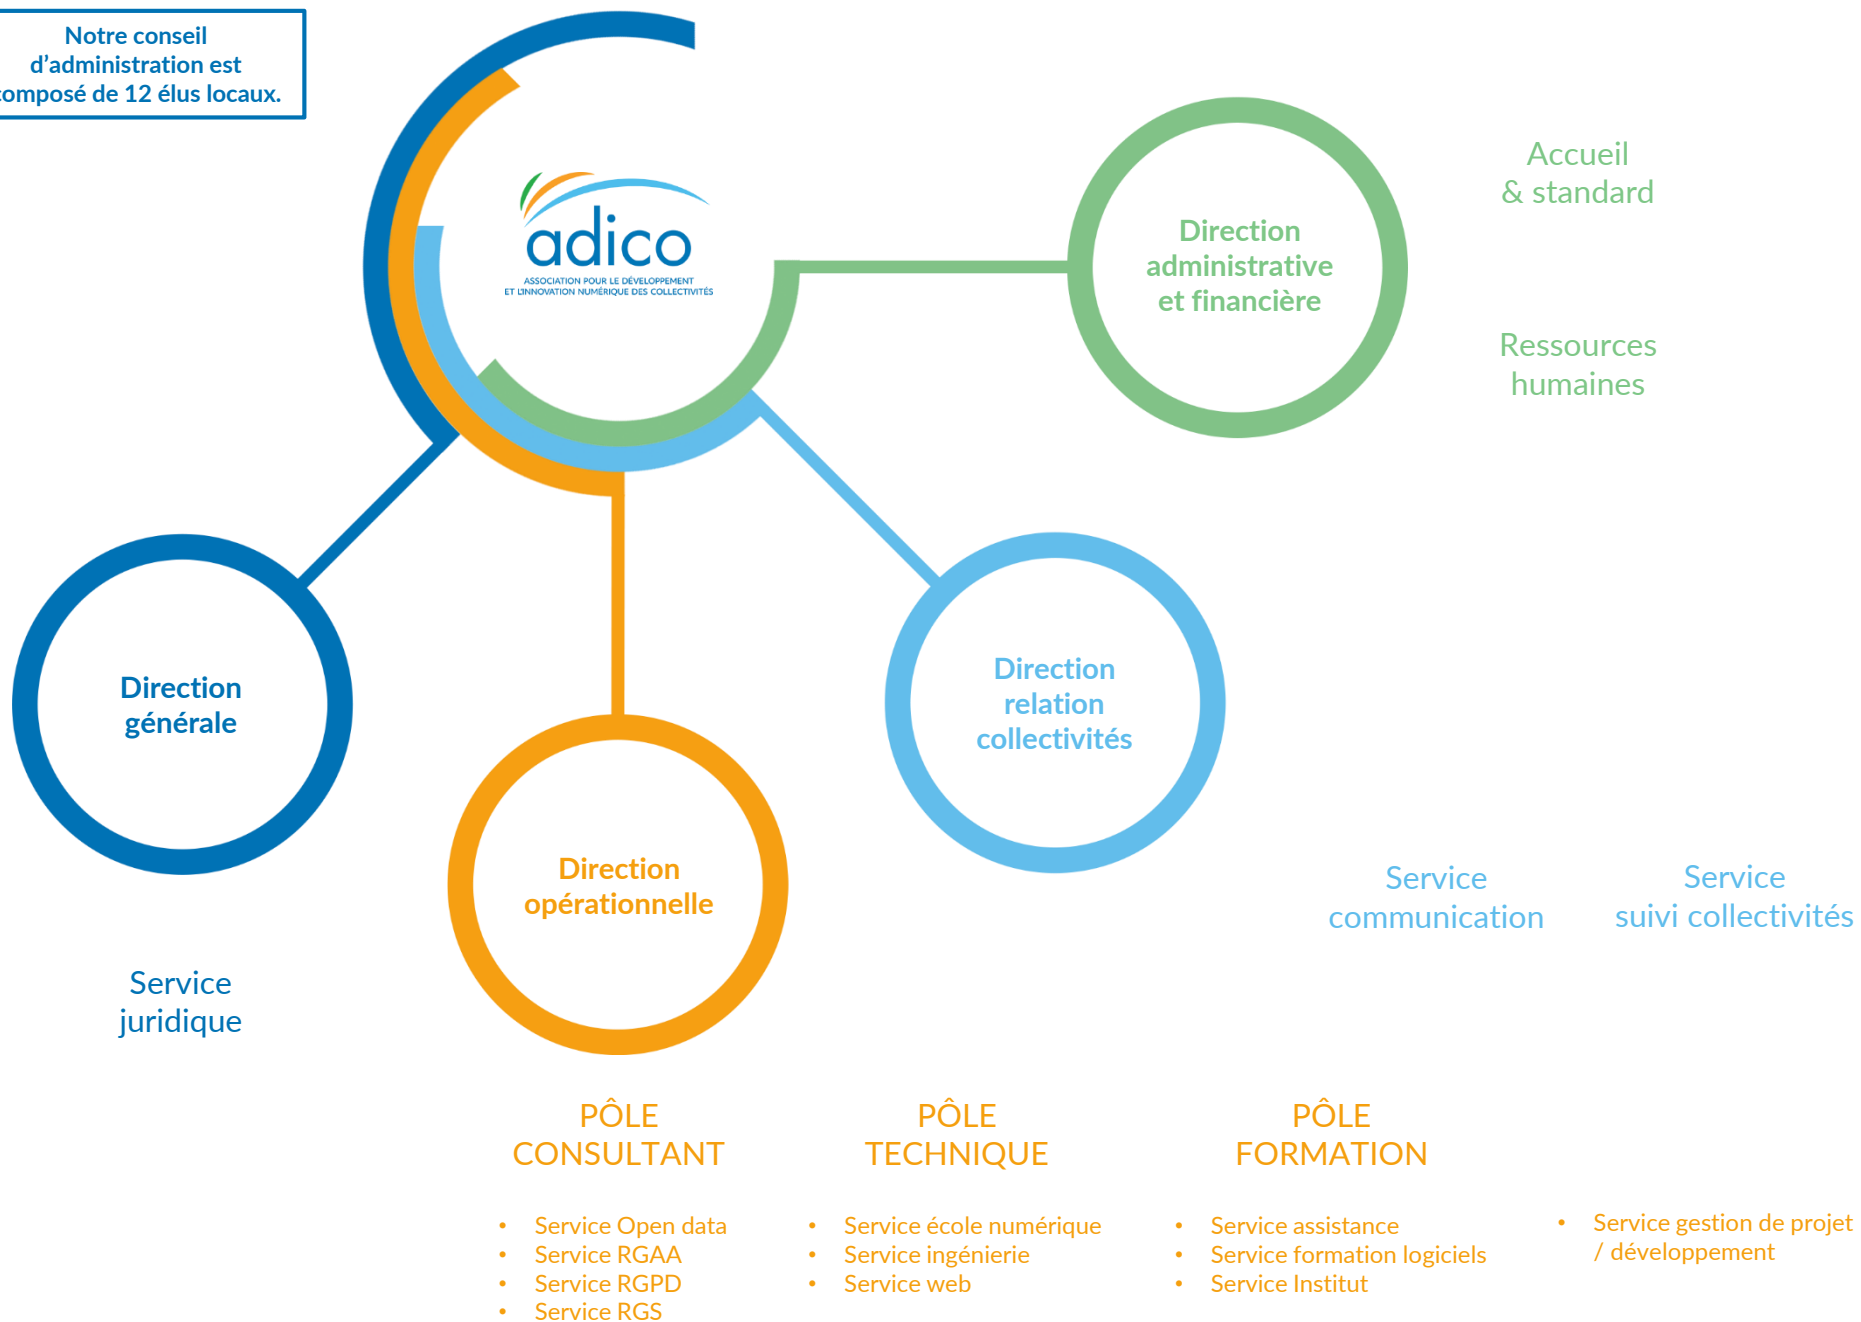 Notre conseil
d’administration est
composé de 12 élus locaux.
adico
ASSOCIATION POUR LE DÉVELOPPEMENT
ET L'INNOVATION NUMÉRIQUE DES COLLECTIVITÉS
Direction
administrative
et financière
Accueil
& standard
Ressources
humaines
Direction
générale
Service
juridique
Direction
opérationnelle
Direction
relation
collectivités
Service
communication
Service
suivi collectivités
PÔLE
CONSULTANT
• Service Open data
• Service RGAA
• Service RGPD
• Service RGS
PÔLE
TECHNIQUE
• Service école numérique
• Service ingénierie
• Service web
PÔLE
FORMATION
• Service assistance
• Service formation logiciels
• Service Institut
• Service gestion de projet
/ développement